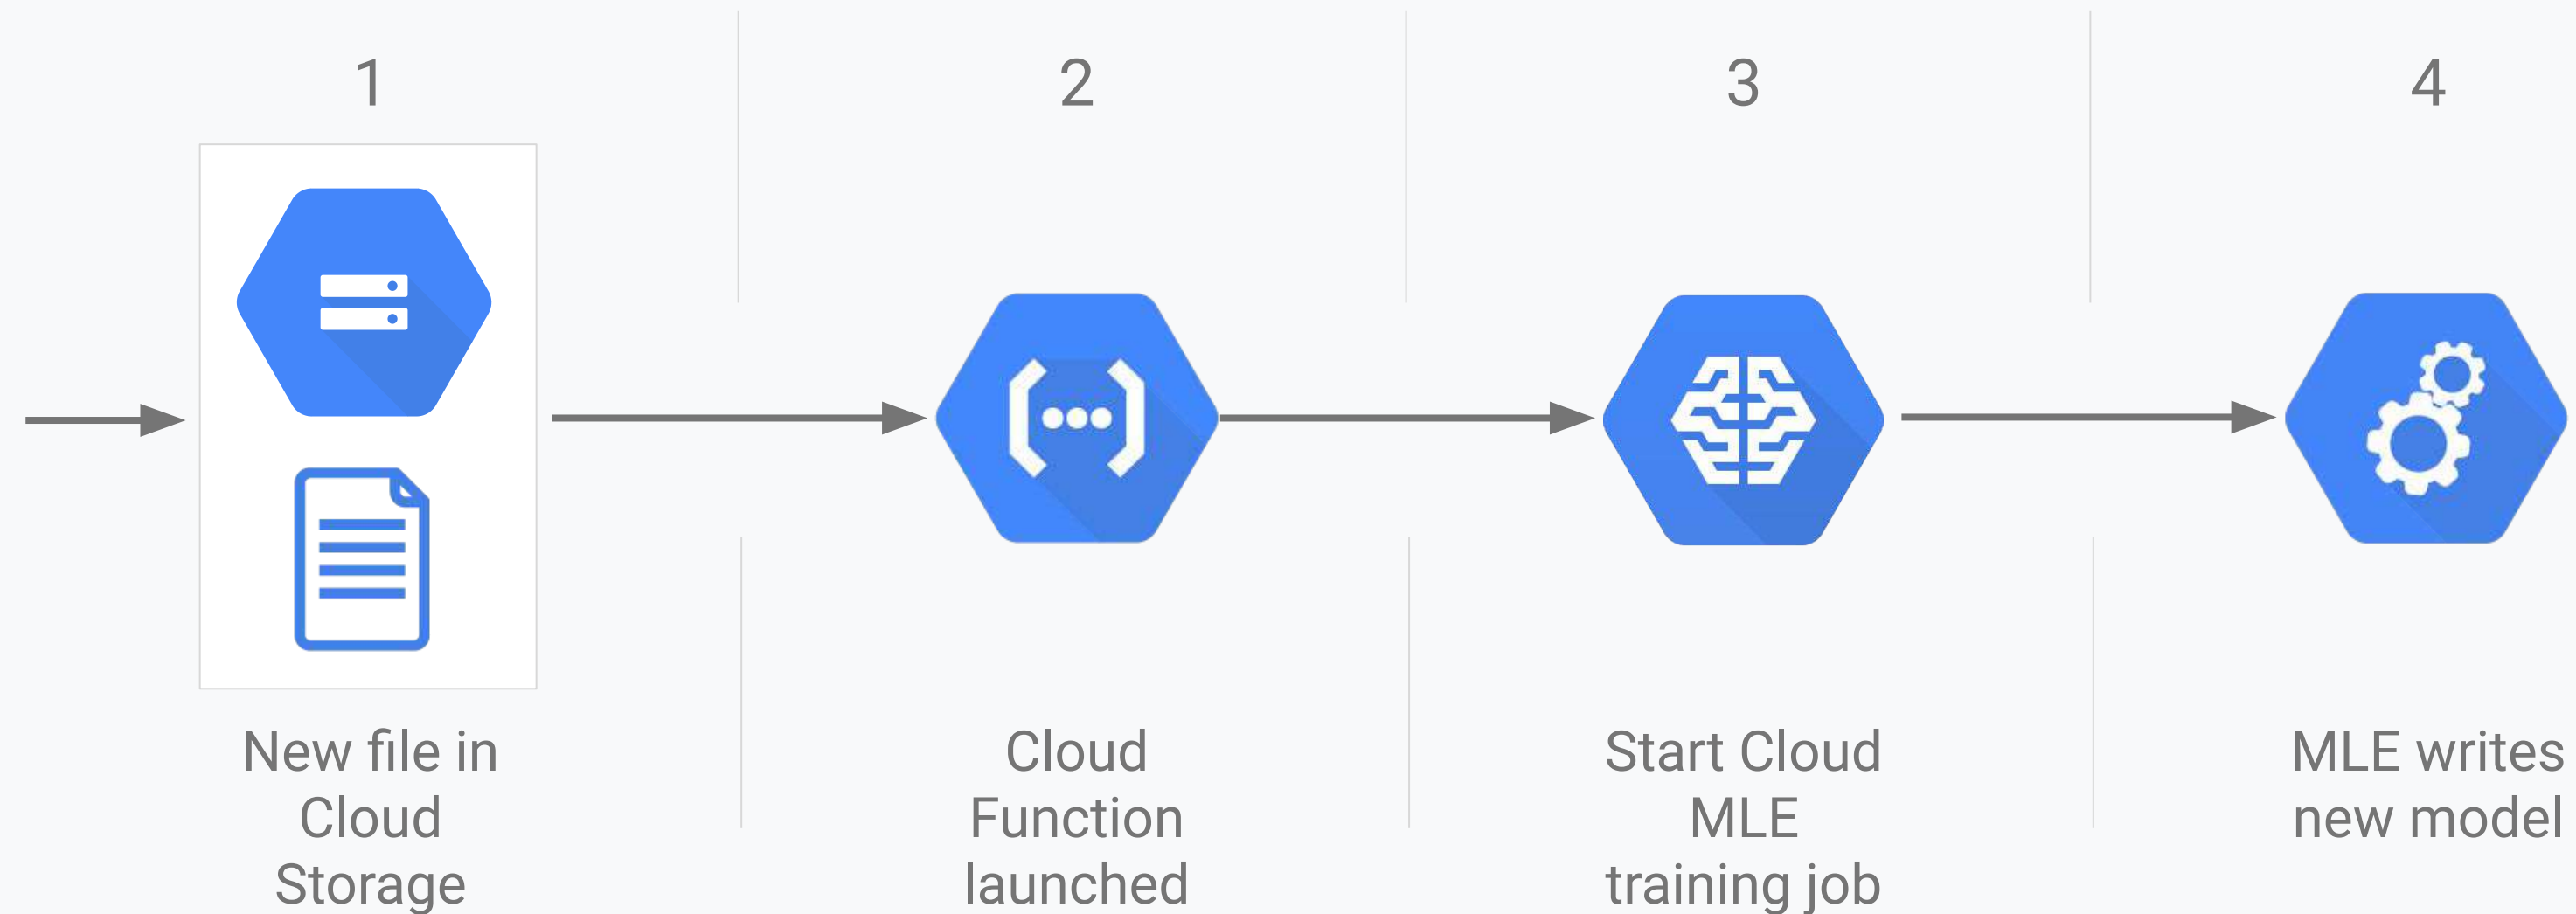 1
2
3
4
New file in
Cloud
Storage
Cloud
Function
launched
Start Cloud
MLE
training job
MLE writes
new model